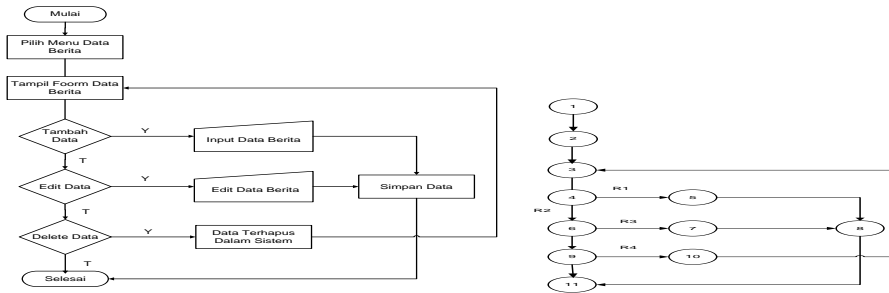 Mulai
Pilih Menu Data
Berita
Tampil Foorm Data
Berita
Tambah
Data
Y
Input Data Berita
T
Edit Data
Y
Edit Data Berita
Simpan Data
T
Delete Data
Y
Data Terhapus
Dalam Sistem
T
Selesai
1
2
3
4
R1
5
R2
6
R3
7
8
9
R4
10
11